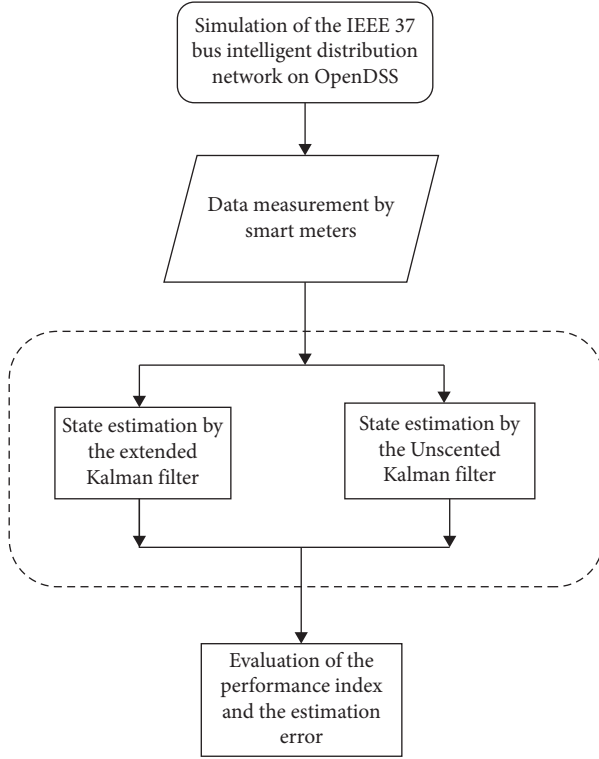 Simulation of the IEEE 37
bus intelligent distribution
network on OpenDSS
Data measurement by
smart meters
State estimation by
the extended
Kalman filter
State estimation by
the Unscented
Kalman filter
Evaluation of the
performance index
and the estimation
error